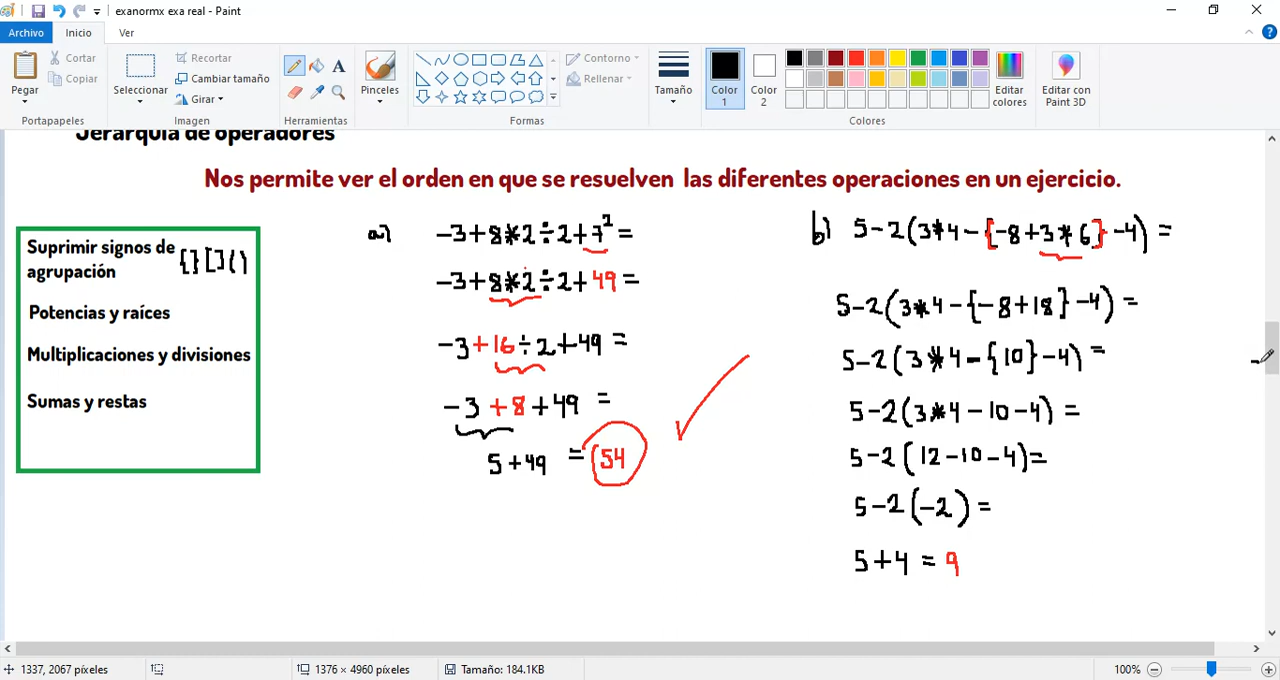 exanormx exa real - Paint
Archivo Inicio Ver
Pegar
Cortar
Copiar
Portapapeles
Seleccionar
Recortar
Cambiar tamaño
Girar
Imagen
Herramientas
Pinceles
Contorno
Rellenar
Formas
Tamaño
Color 1
Color 2
Editar colores
Editar con Paint 3D
Colores
Jerarquía de operadores
Nos permite ver el orden en que se resuelven las diferentes operaciones en un ejercicio.
Suprimir signos de
agrupación {} [] ()
Potencias y raíces
Multiplicaciones y divisiones
Sumas y restas
a) -3+8*2÷2+7²=
-3+8*2÷2+49=
-3+16÷2+49=
-3+8+49=
5+49=54
b) 5-2(3*4-{-8+3*6}-4)=
5-2(3*4-{-8+18}-4)=
5-2(3*4-{10}-4)=
5-2(3*4-10-4)=
5-2(12-10-4)=
5-2(-2)=
5+4=9
1337, 2067 píxeles
1376 × 4960 píxeles
Tamaño: 184.1KB
100%